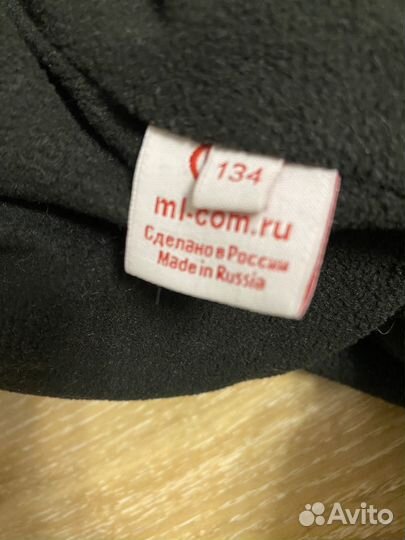 134
ml-com.ru
Сделано в России
Made in Russia
Avito